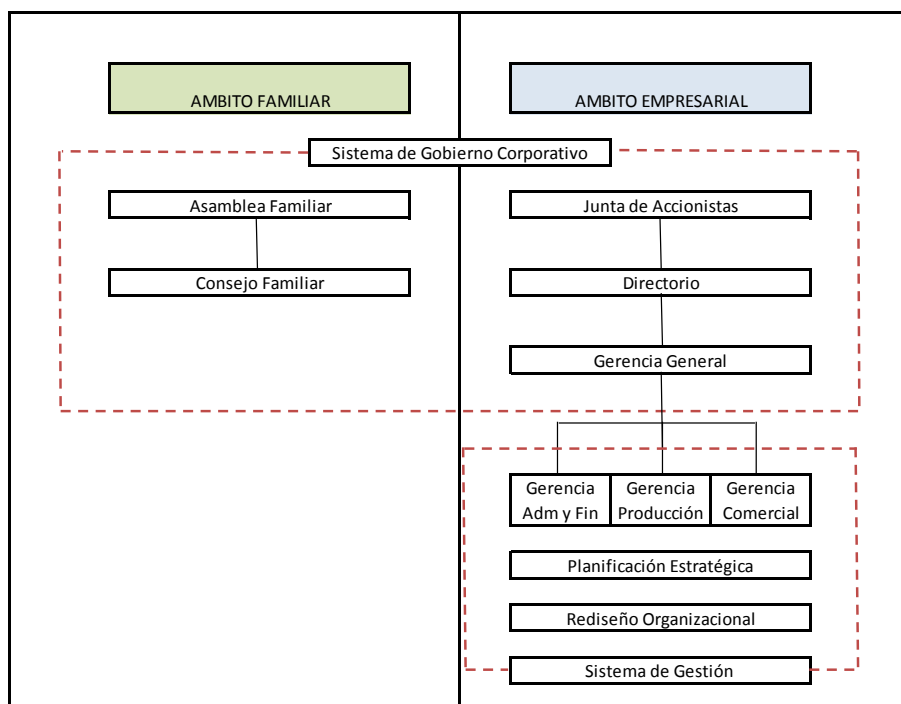 AMBITO FAMILIAR
AMBITO EMPRESARIAL
Sistema de Gobierno Corporativo
Asamblea Familiar
Junta de Accionistas
Consejo Familiar
Directorio
Gerencia General
Gerencia
Adm y Fin
Gerencia
Producción
Gerencia
Comercial
Planificación Estratégica
Rediseño Organizacional
Sistema de Gestión